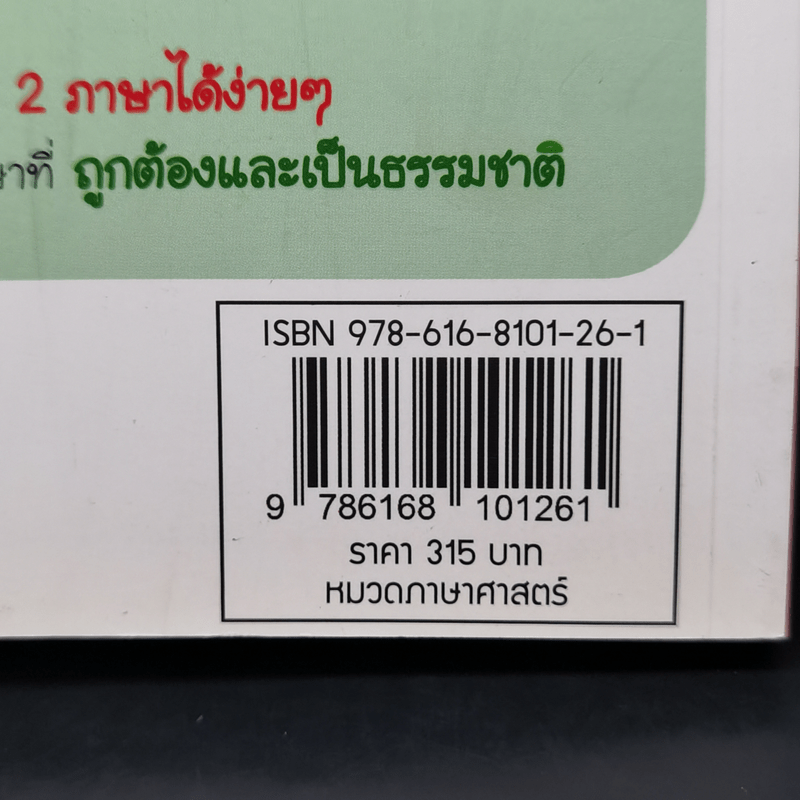 2 ภาษาได้ง่ายๆ
ที่ ถูกต้องและเป็นธรรมชาติ
ISBN 978-616-8101-26-1
9 786168 101261
ราคา 315 บาท
หมวดภาษาศาสตร์